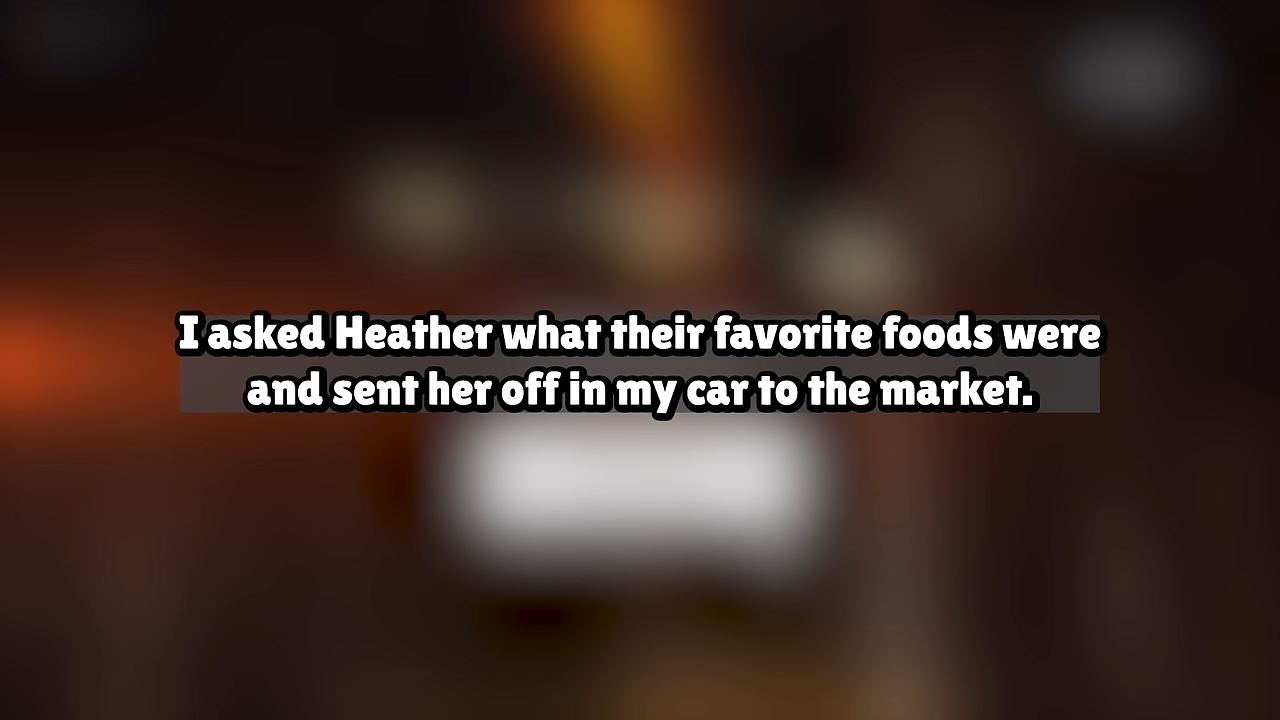 I asked Heather what their favorite foods were
and sent her off in my car to the market.